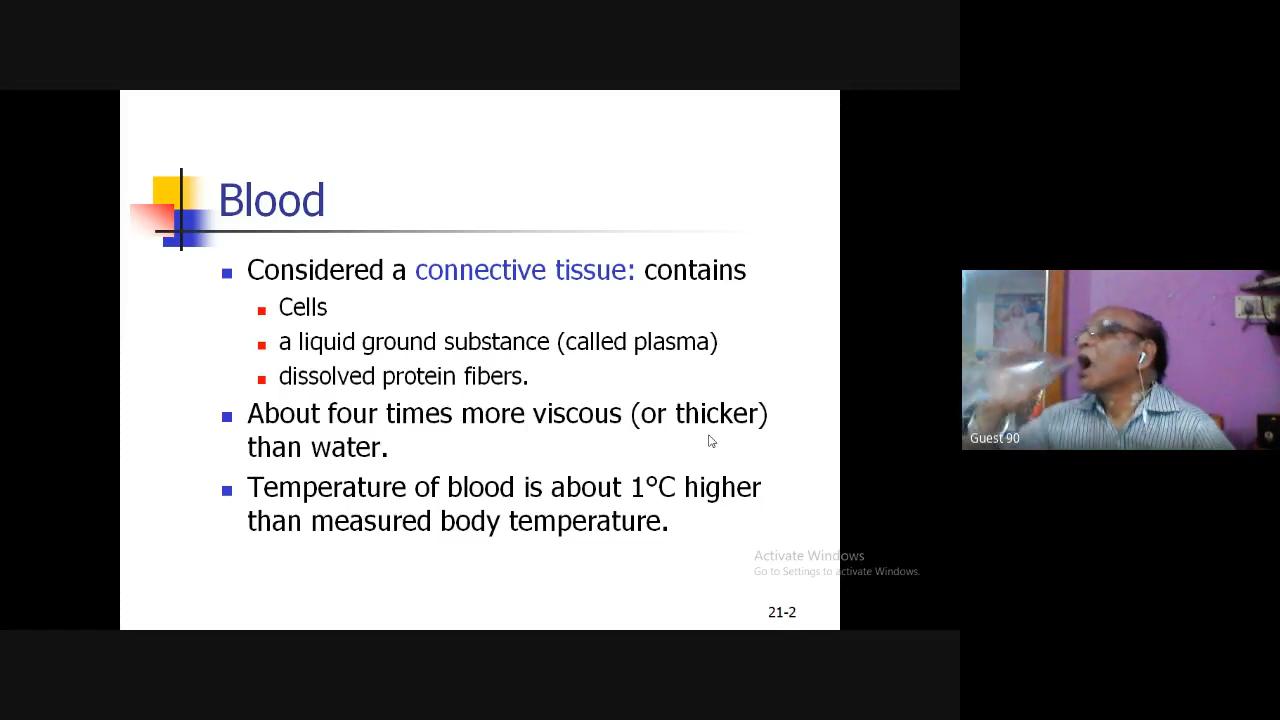 Blood
Considered a connective tissue: contains
Cells
a liquid ground substance (called plasma)
dissolved protein fibers.
About four times more viscous (or thicker)
than water.
Temperature of blood is about 1°C higher
than measured body temperature.
Activate Windows
Go to Settings to activate Windows.
21-2
Guest 90